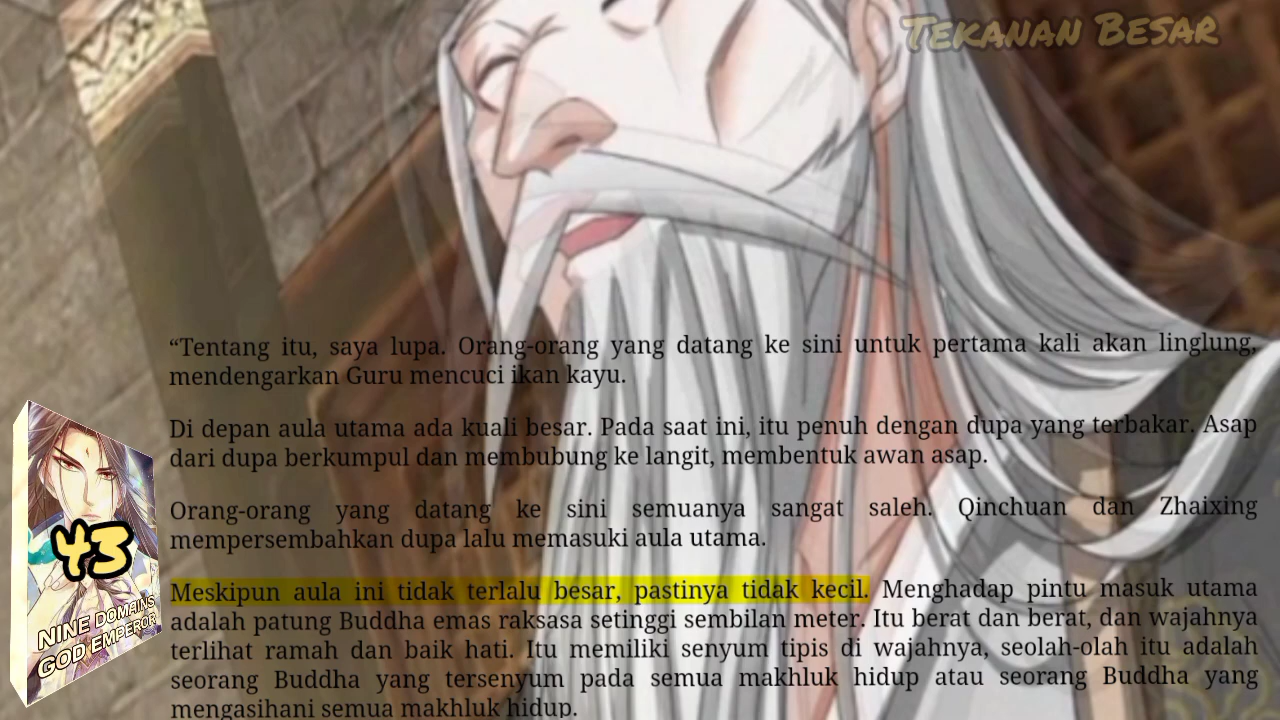 TEKANAN BESAR
“Tentang itu, saya lupa. Orang-orang yang datang ke sini untuk pertama kali akan linglung,
mendengarkan Guru mencuci ikan kayu.
Di depan aula utama ada kuali besar. Pada saat ini, itu penuh dengan dupa yang terbakar. Asap
dari dupa berkumpul dan membubung ke langit, membentuk awan asap.
Orang-orang yang datang ke sini semuanya sangat saleh. Qinchuan dan Zhaixing
mempersembahkan dupa lalu memasuki aula utama.
Meskipun aula ini tidak terlalu besar, pastinya tidak kecil. Menghadap pintu masuk utama
adalah patung Buddha emas raksasa setinggi sembilan meter. Itu berat dan berat, dan wajahnya
terlihat ramah dan baik hati. Itu memiliki senyum tipis di wajahnya, seolah-olah itu adalah
seorang Buddha yang tersenyum pada semua makhluk hidup atau seorang Buddha yang
mengasihani semua makhluk hidup.
43
NINE DOMAINS
GOD EMPEROR